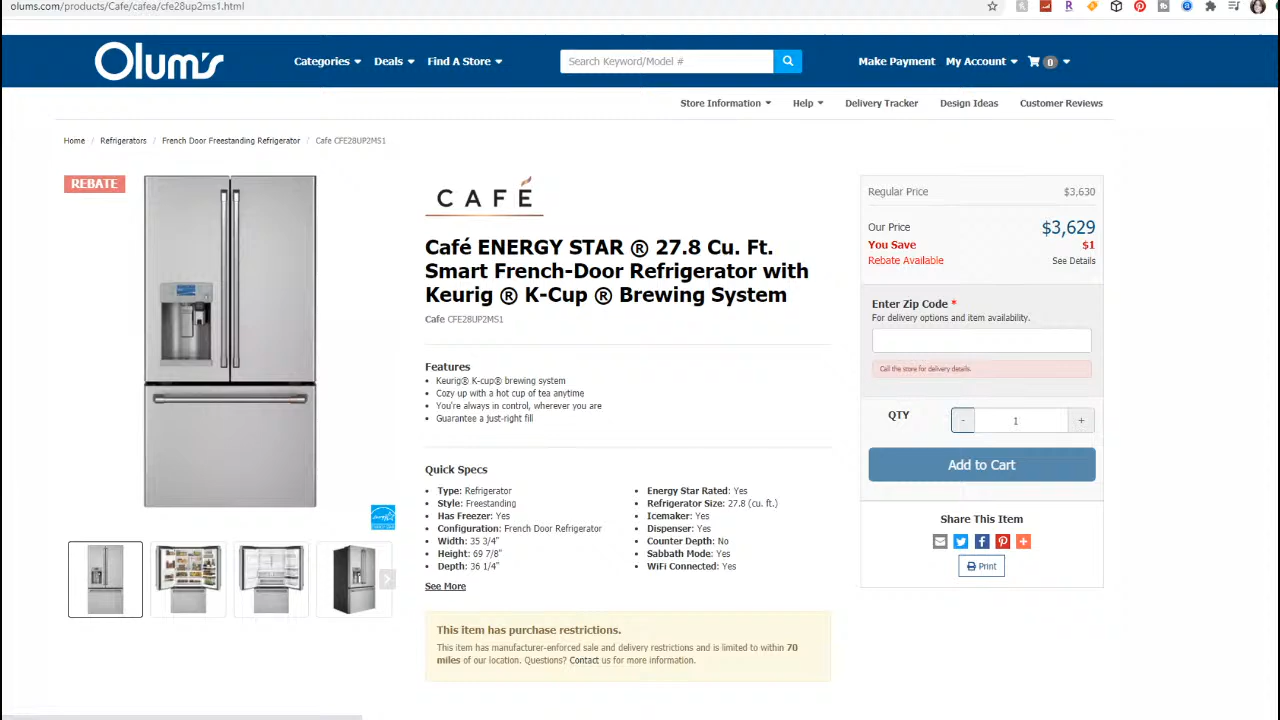 olums.com/products/Cafe/cafea/cfe28up2ms1.html
Olum's
Categories
Deals
Find A Store
Search Keyword/Model #
Make Payment
My Account
0
Store Information
Help
Delivery Tracker
Design Ideas
Customer Reviews
Home / Refrigerators / French Door Freestanding Refrigerator / Cafe CFE28UP2MS1
REBATE
CAFÉ
Café ENERGY STAR ® 27.8 Cu. Ft.
Smart French-Door Refrigerator with
Keurig ® K-Cup ® Brewing System
Cafe CFE28UP2MS1
Features
Keurig® K-cup® brewing system
Cozy up with a hot cup of tea anytime
You're always in control, wherever you are
Guarantee a just-right fill
Quick Specs
Type: Refrigerator
Style: Freestanding
Has Freezer: Yes
Configuration: French Door Refrigerator
Width: 35 3/4"
Height: 69 7/8"
Depth: 36 1/4"
Energy Star Rated: Yes
Refrigerator Size: 27.8 (cu. ft.)
Icemaker: Yes
Dispenser: Yes
Counter Depth: No
Sabbath Mode: Yes
WiFi Connected: Yes
See More
This item has purchase restrictions.
This item has manufacturer-enforced sale and delivery restrictions and is limited to within 70
miles of our location. Questions? Contact us for more information.
Regular Price $3,630
Our Price $3,629
You Save $1
Rebate Available See Details
Enter Zip Code *
For delivery options and item availability.
Call the store for delivery details.
QTY - 1 +
Add to Cart
Share This Item
Print